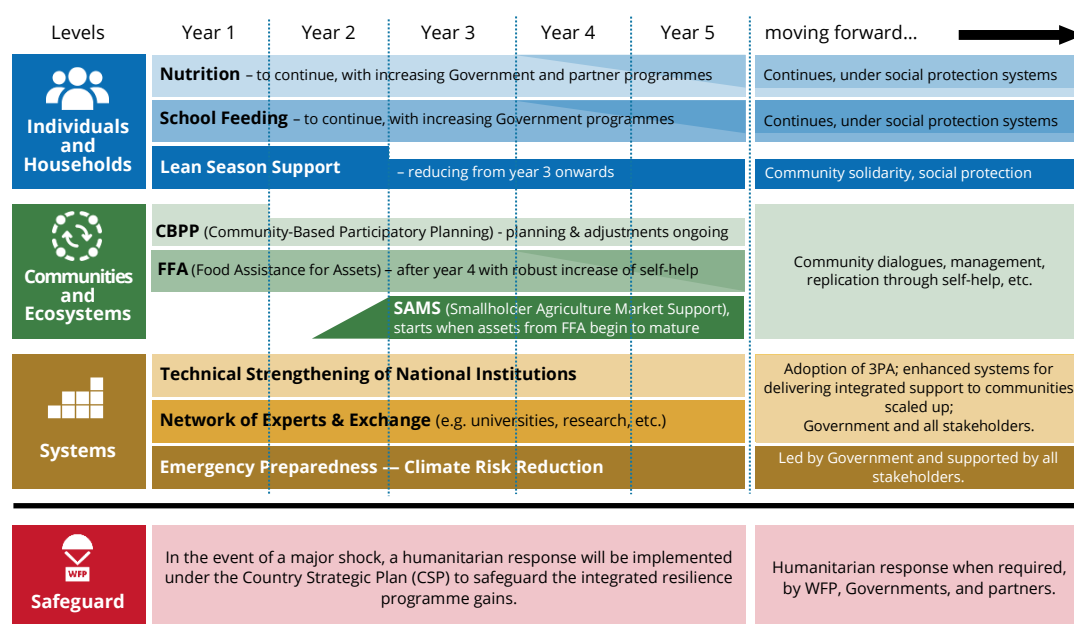 Levels Year 1 Year 2 Year 3 Year 4 Year 5 moving forward...
Individuals
and
Households
Nutrition – to continue, with increasing Government and partner programmes
Continues, under social protection systems
School Feeding – to continue, with increasing Government programmes
Continues, under social protection systems
Lean Season Support
– reducing from year 3 onwards
Community solidarity, social protection
Communities
and
Ecosystems
CBPP (Community-Based Participatory Planning) - planning & adjustments ongoing
FFA (Food Assistance for Assets) – after year 4 with robust increase of self-help
SAMS (Smallholder Agriculture Market Support),
starts when assets from FFA begin to mature
Community dialogues, management,
replication through self-help, etc.
Systems
Technical Strengthening of National Institutions
Network of Experts & Exchange (e.g. universities, research, etc.)
Emergency Preparedness — Climate Risk Reduction
Adoption of 3PA; enhanced systems for
delivering integrated support to communities
scaled up;
Government and all stakeholders.
Led by Government and supported by all
stakeholders.
WFP
Safeguard
In the event of a major shock, a humanitarian response will be implemented
under the Country Strategic Plan (CSP) to safeguard the integrated resilience
programme gains.
Humanitarian response when required,
by WFP, Governments, and partners.